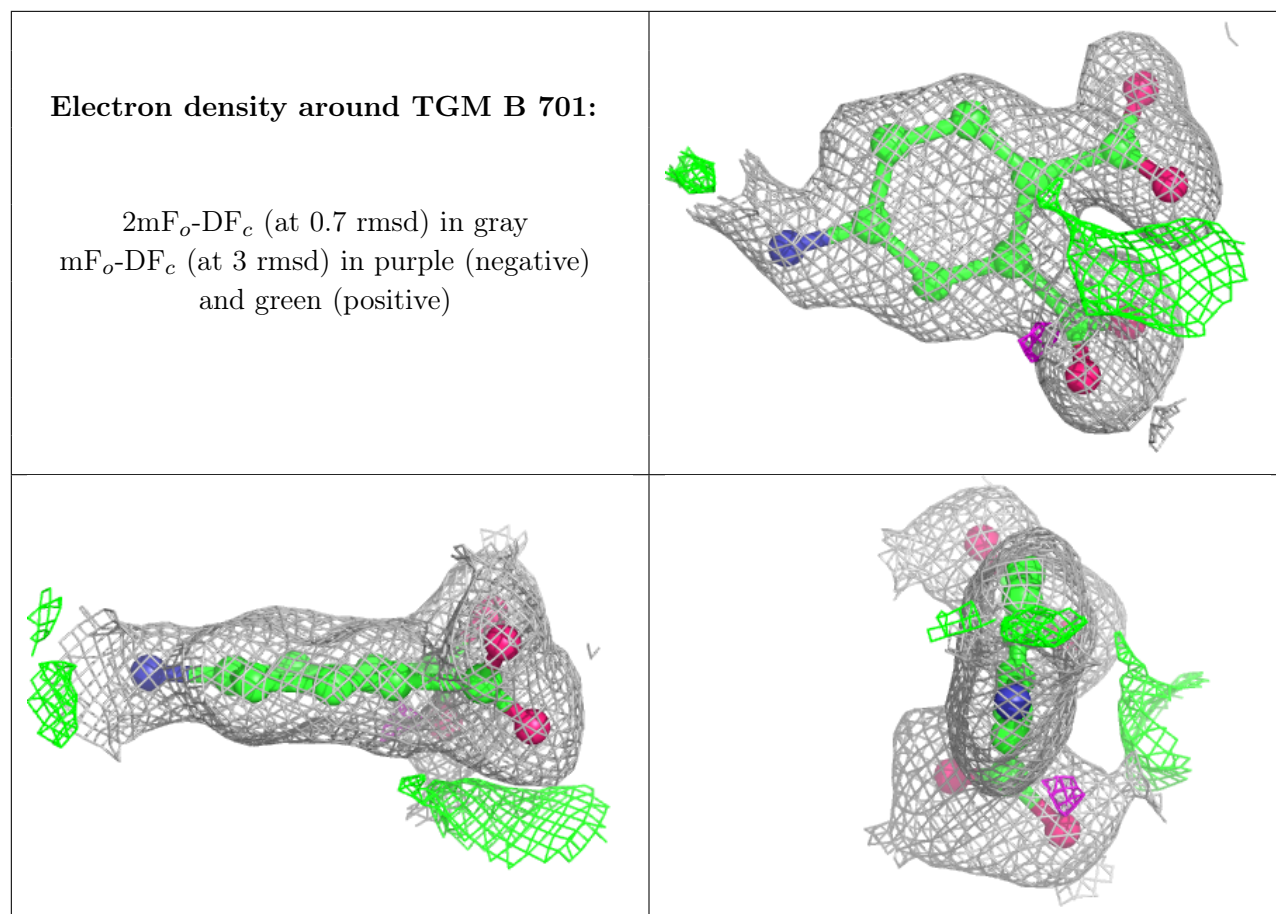 Electron density around TGM B 701:
2mFo-DFc (at 0.7 rmsd) in gray
mFo-DFc (at 3 rmsd) in purple (negative)
and green (positive)